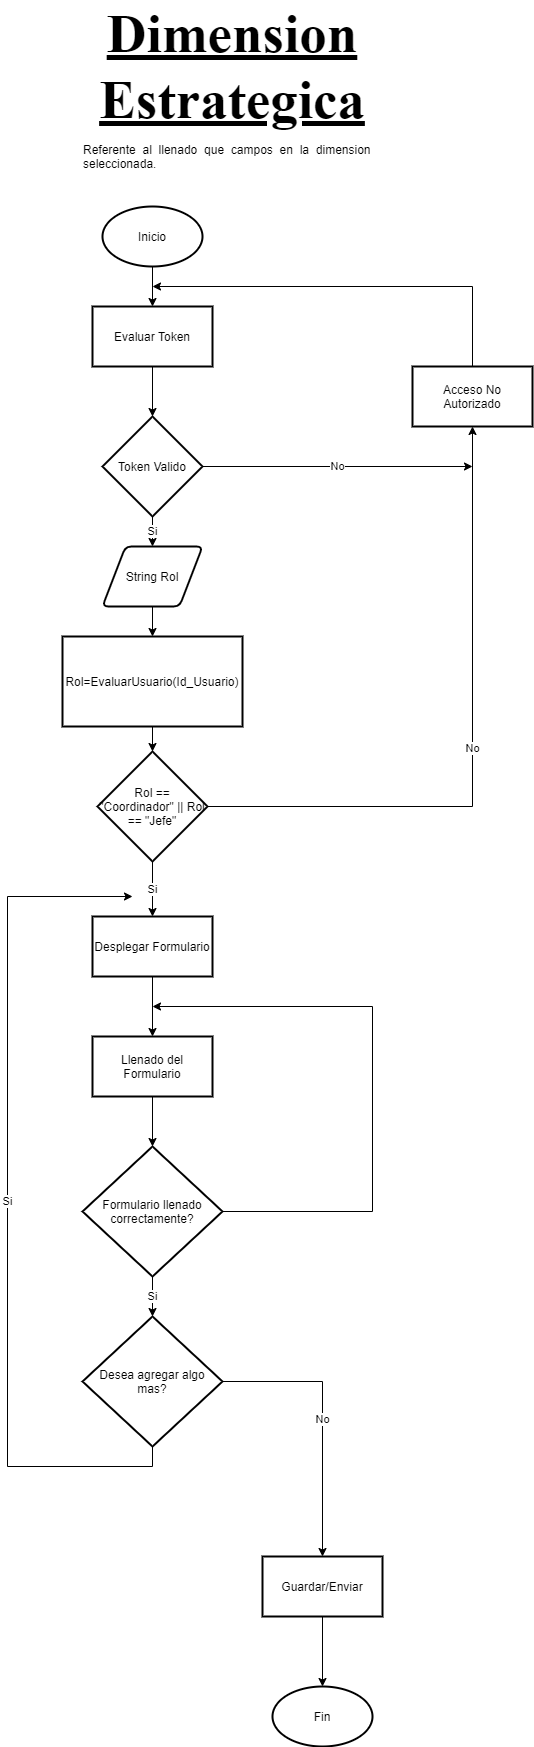 Dimension
Estrategica
Referente al llenado que campos en la dimension
seleccionada.
Inicio
Evaluar Token
Acceso No
Autorizado
Token Valido
No
Si
String Rol
Rol=EvaluarUsuario(Id_Usuario)
No
Rol ==
"Coordinador" || Rol
== "Jefe"
Si
Desplegar Formulario
Llenado del
Formulario
Si
Formulario llenado
correctamente?
Si
Desea agregar algo
mas?
No
Guardar/Enviar
Fin